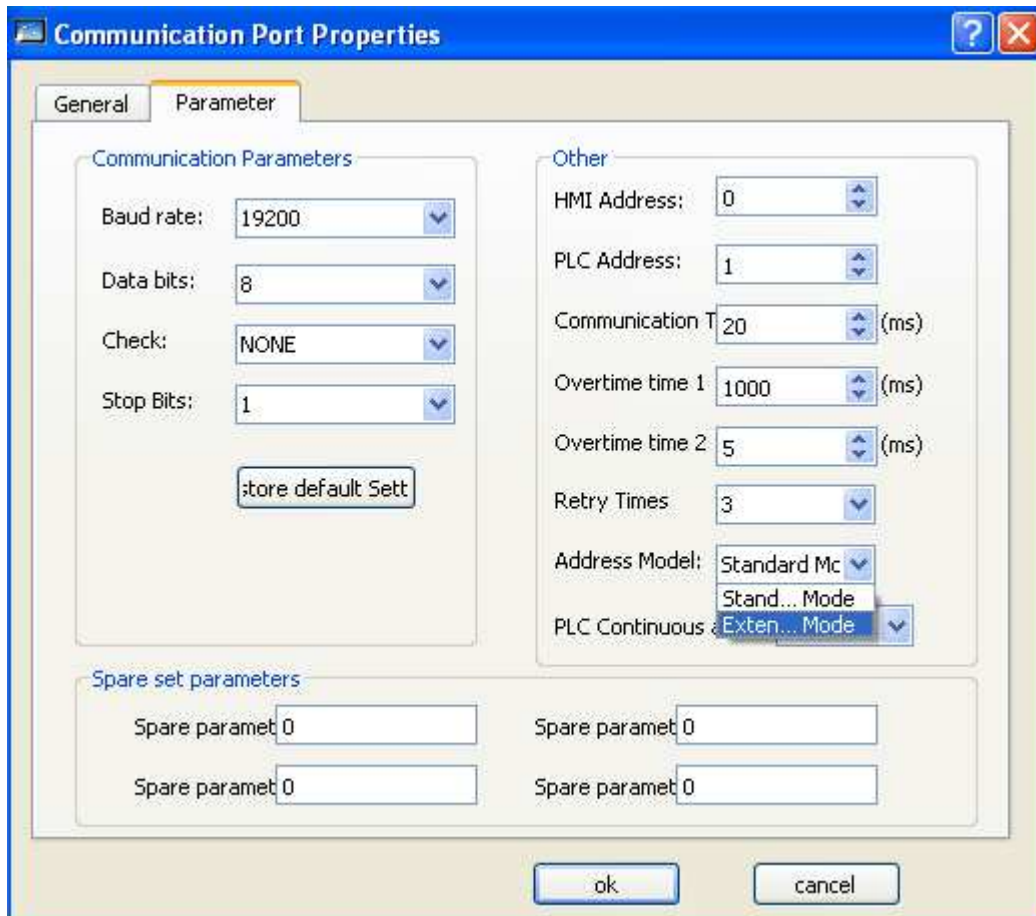 Communication Port Properties
General
Parameter
Communication Parameters
Baud rate: 19200
Data bits: 8
Check: NONE
Stop Bits: 1
store default Sett
Other
HMI Address: 0
PLC Address: 1
Communication T 20 (ms)
Overtime time 1 1000 (ms)
Overtime time 2 5 (ms)
Retry Times 3
Address Model: Standard Mc
Stand... Mode
Exten... Mode
PLC Continuous a
Spare set parameters
Spare paramet 0 Spare paramet 0
Spare paramet 0 Spare paramet 0
ok cancel